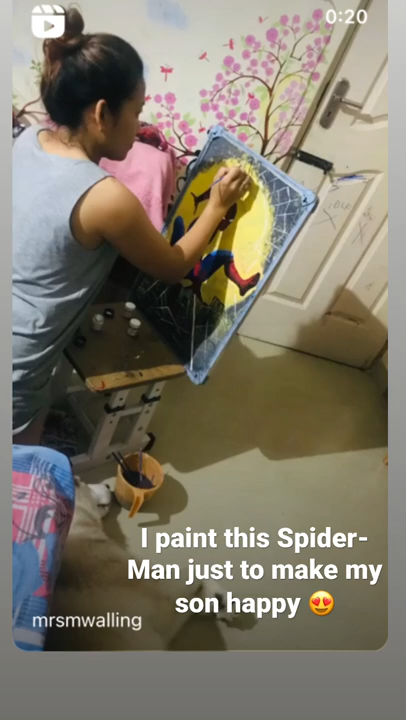 0:20
I paint this Spider-
Man just to make my
son happy 😍
mrsmwalling